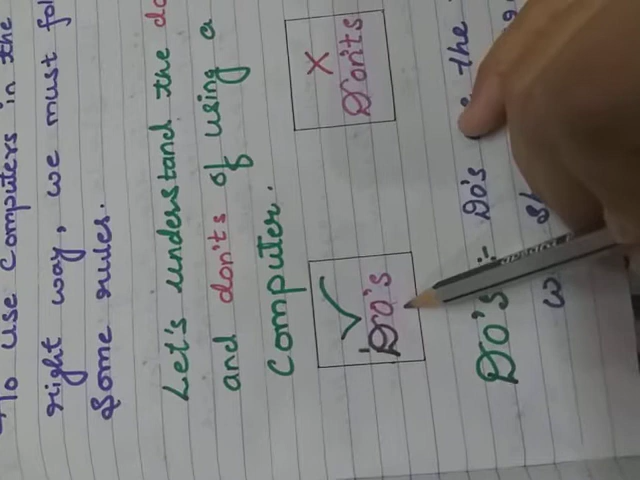 To use computers in the
right way, we must fol
Some rules.
Let's understand the do
and don'ts of using a
Computer.
✓ ✗
Do's Don'ts
Do's :- Do's the